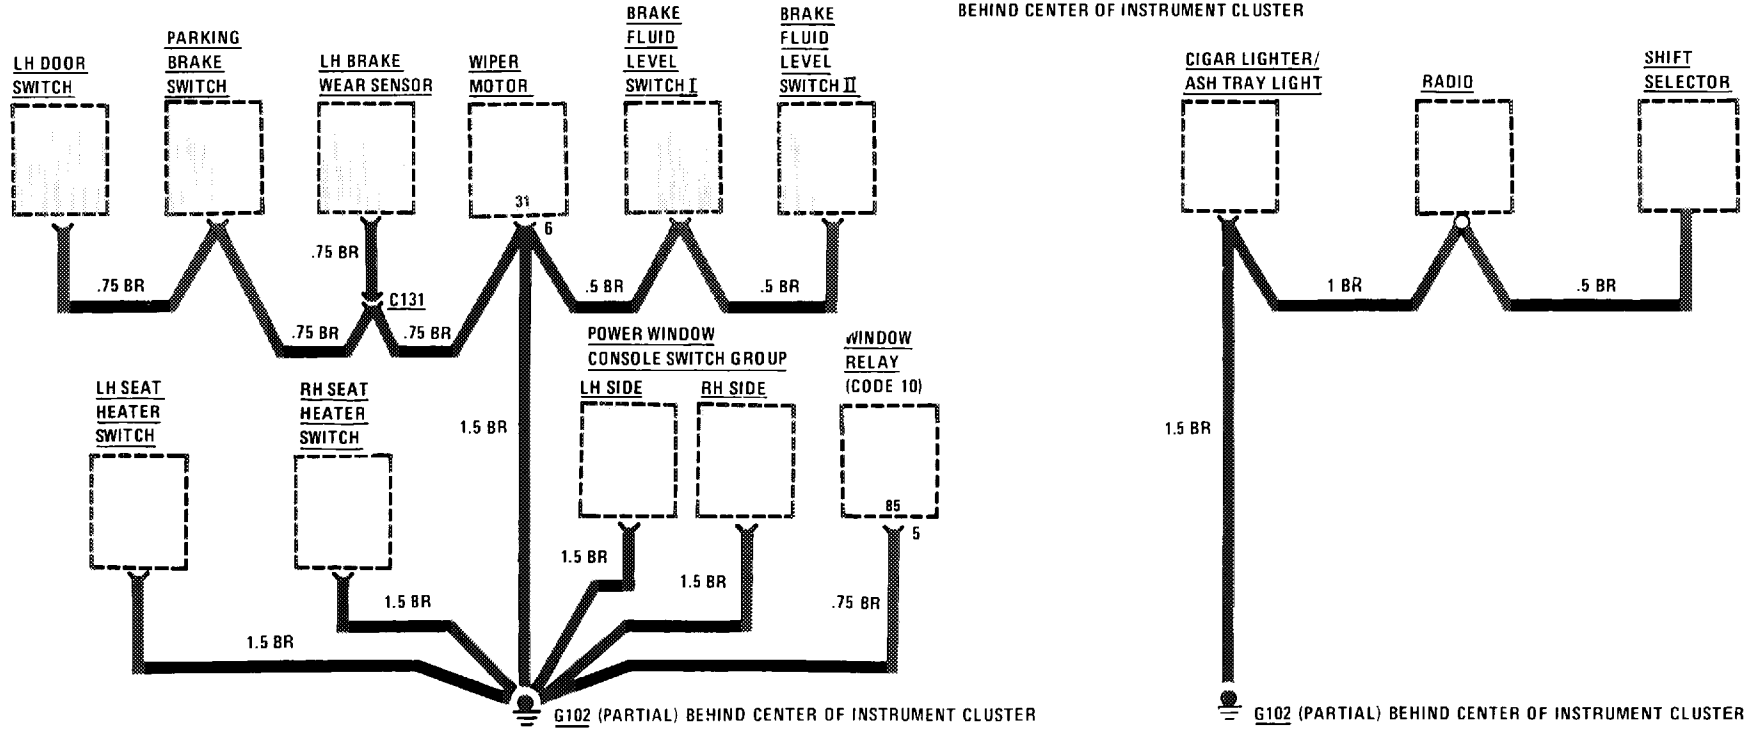 BEHIND CENTER OF INSTRUMENT CLUSTER
LH DOOR
SWITCH
PARKING
BRAKE
SWITCH
LH BRAKE
WEAR SENSOR
WIPER
MOTOR
BRAKE
FLUID
LEVEL
SWITCH I
BRAKE
FLUID
LEVEL
SWITCH II
CIGAR LIGHTER/
ASH TRAY LIGHT
RADIO
SHIFT
SELECTOR
31
6
.75 BR
.75 BR
C131
.75 BR
.75 BR
.5 BR
.5 BR
1 BR
.5 BR
POWER WINDOW
CONSOLE SWITCH GROUP
LH SIDE
RH SIDE
WINDOW
RELAY
(CODE 10)
LH SEAT
HEATER
SWITCH
RH SEAT
HEATER
SWITCH
1.5 BR
1.5 BR
85
5
1.5 BR
1.5 BR
.75 BR
1.5 BR
1.5 BR
G102 (PARTIAL) BEHIND CENTER OF INSTRUMENT CLUSTER
G102 (PARTIAL) BEHIND CENTER OF INSTRUMENT CLUSTER